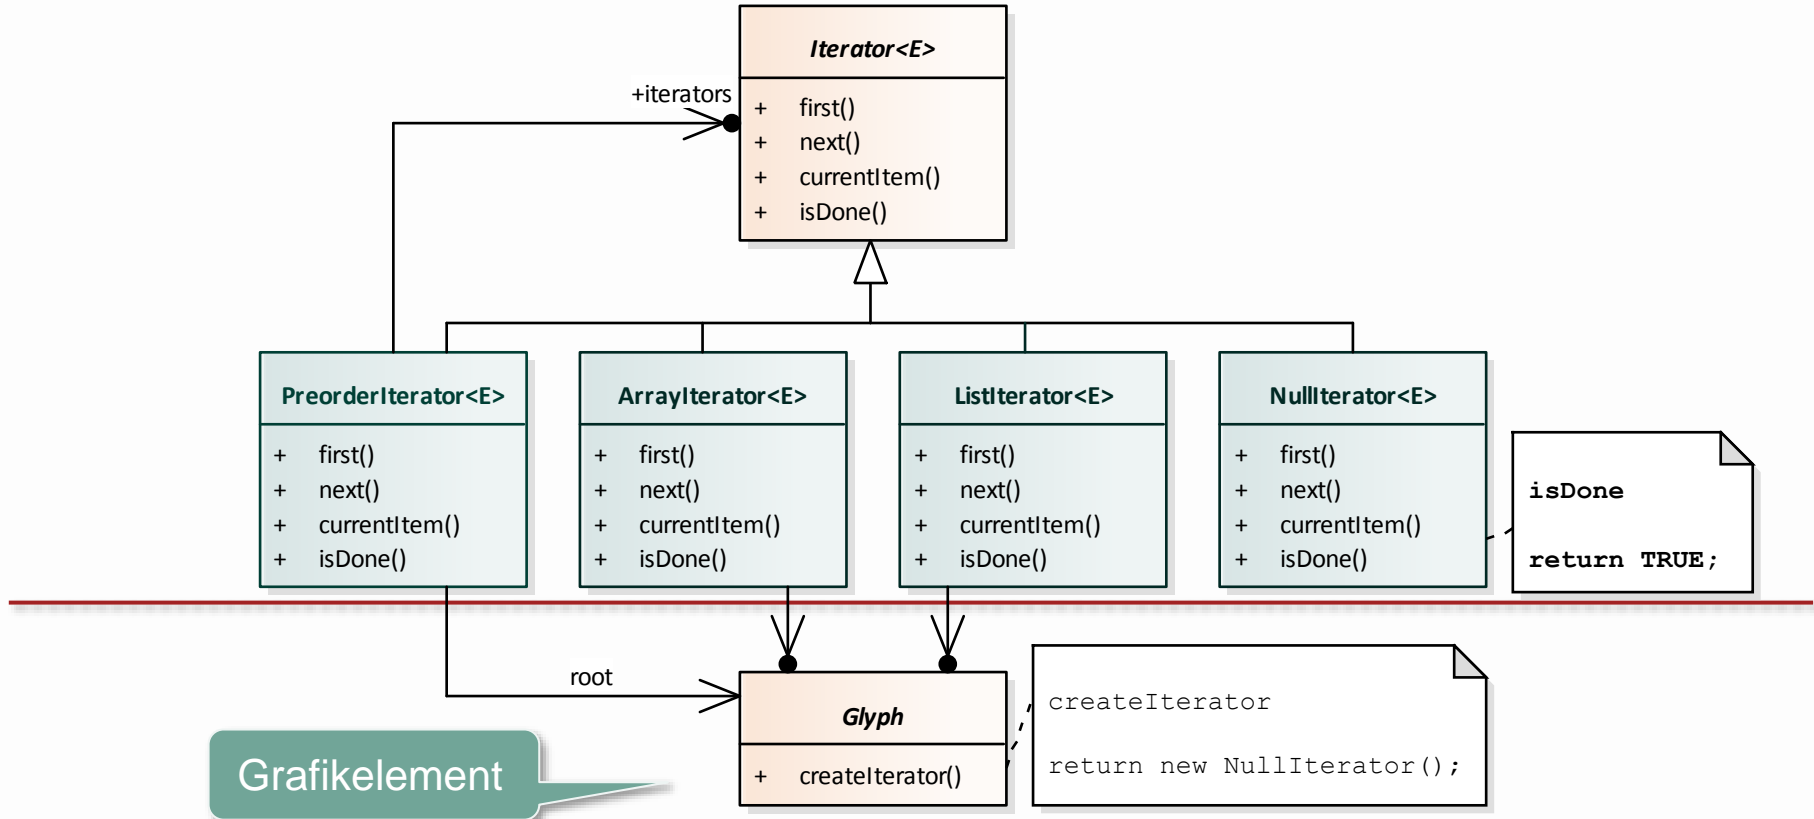 Iterator<E>
+iterators
+ first()
+ next()
+ currentItem()
+ isDone()
PreorderIterator<E>
+ first()
+ next()
+ currentItem()
+ isDone()
ArrayIterator<E>
+ first()
+ next()
+ currentItem()
+ isDone()
ListIterator<E>
+ first()
+ next()
+ currentItem()
+ isDone()
NullIterator<E>
+ first()
+ next()
+ currentItem()
+ isDone()
isDone
return TRUE;
root
Glyph
+ createIterator()
createIterator
return new NullIterator();
Grafikelement